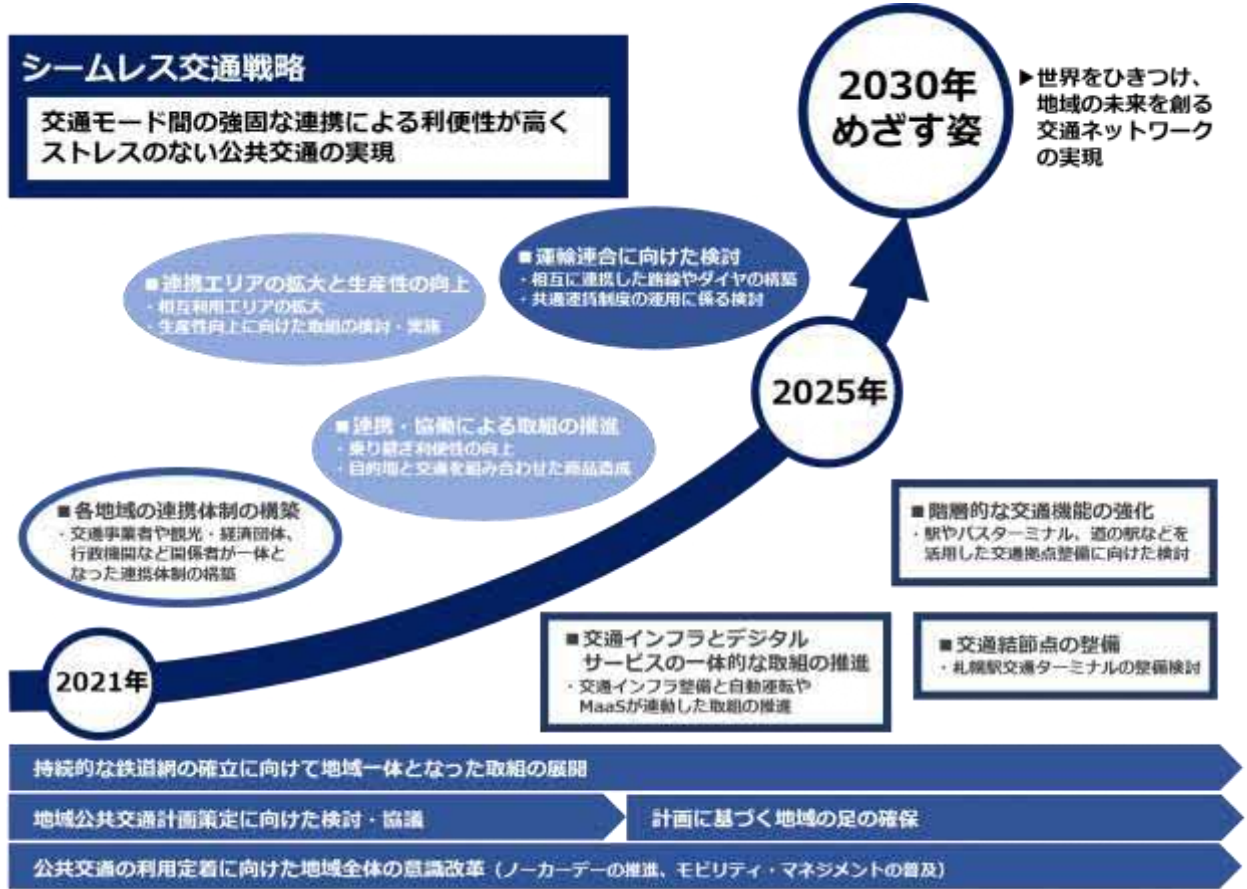 シームレス交通戦略
交通モード間の強固な連携による利便性が高く
ストレスのない公共交通の実現
2030年
めざす姿
▶世界をひきつけ、
地域の未来を創る
交通ネットワーク
の実現
■運輸連合に向けた検討
・相互に連携した路線やダイヤの構築
・共通運賃制度の運用に係る検討
■連携エリアの拡大と生産性の向上
・相互利用エリアの拡大
・生産性向上に向けた取組の検討・実施
2025年
■連携・協働による取組の推進
・乗り継ぎ利便性の向上
・目的地と交通を組み合わせた商品造成
■各地域の連携体制の構築
・交通事業者や観光・経済団体、
行政機関など関係者が一体と
なった連携体制の構築
■階層的な交通機能の強化
・駅やバスターミナル、道の駅などを
活用した交通拠点整備に向けた検討
■交通インフラとデジタル
サービスの一体的な取組の推進
・交通インフラ整備と自動運転や
MaaSが連動した取組の推進
■交通結節点の整備
・札幌駅交通ターミナルの整備検討
2021年
持続的な鉄道網の確立に向けて地域一体となった取組の展開
地域公共交通計画策定に向けた検討・協議
計画に基づく地域の足の確保
公共交通の利用定着に向けた地域全体の意識改革（ノーカーデーの推進、モビリティ・マネジメントの普及）